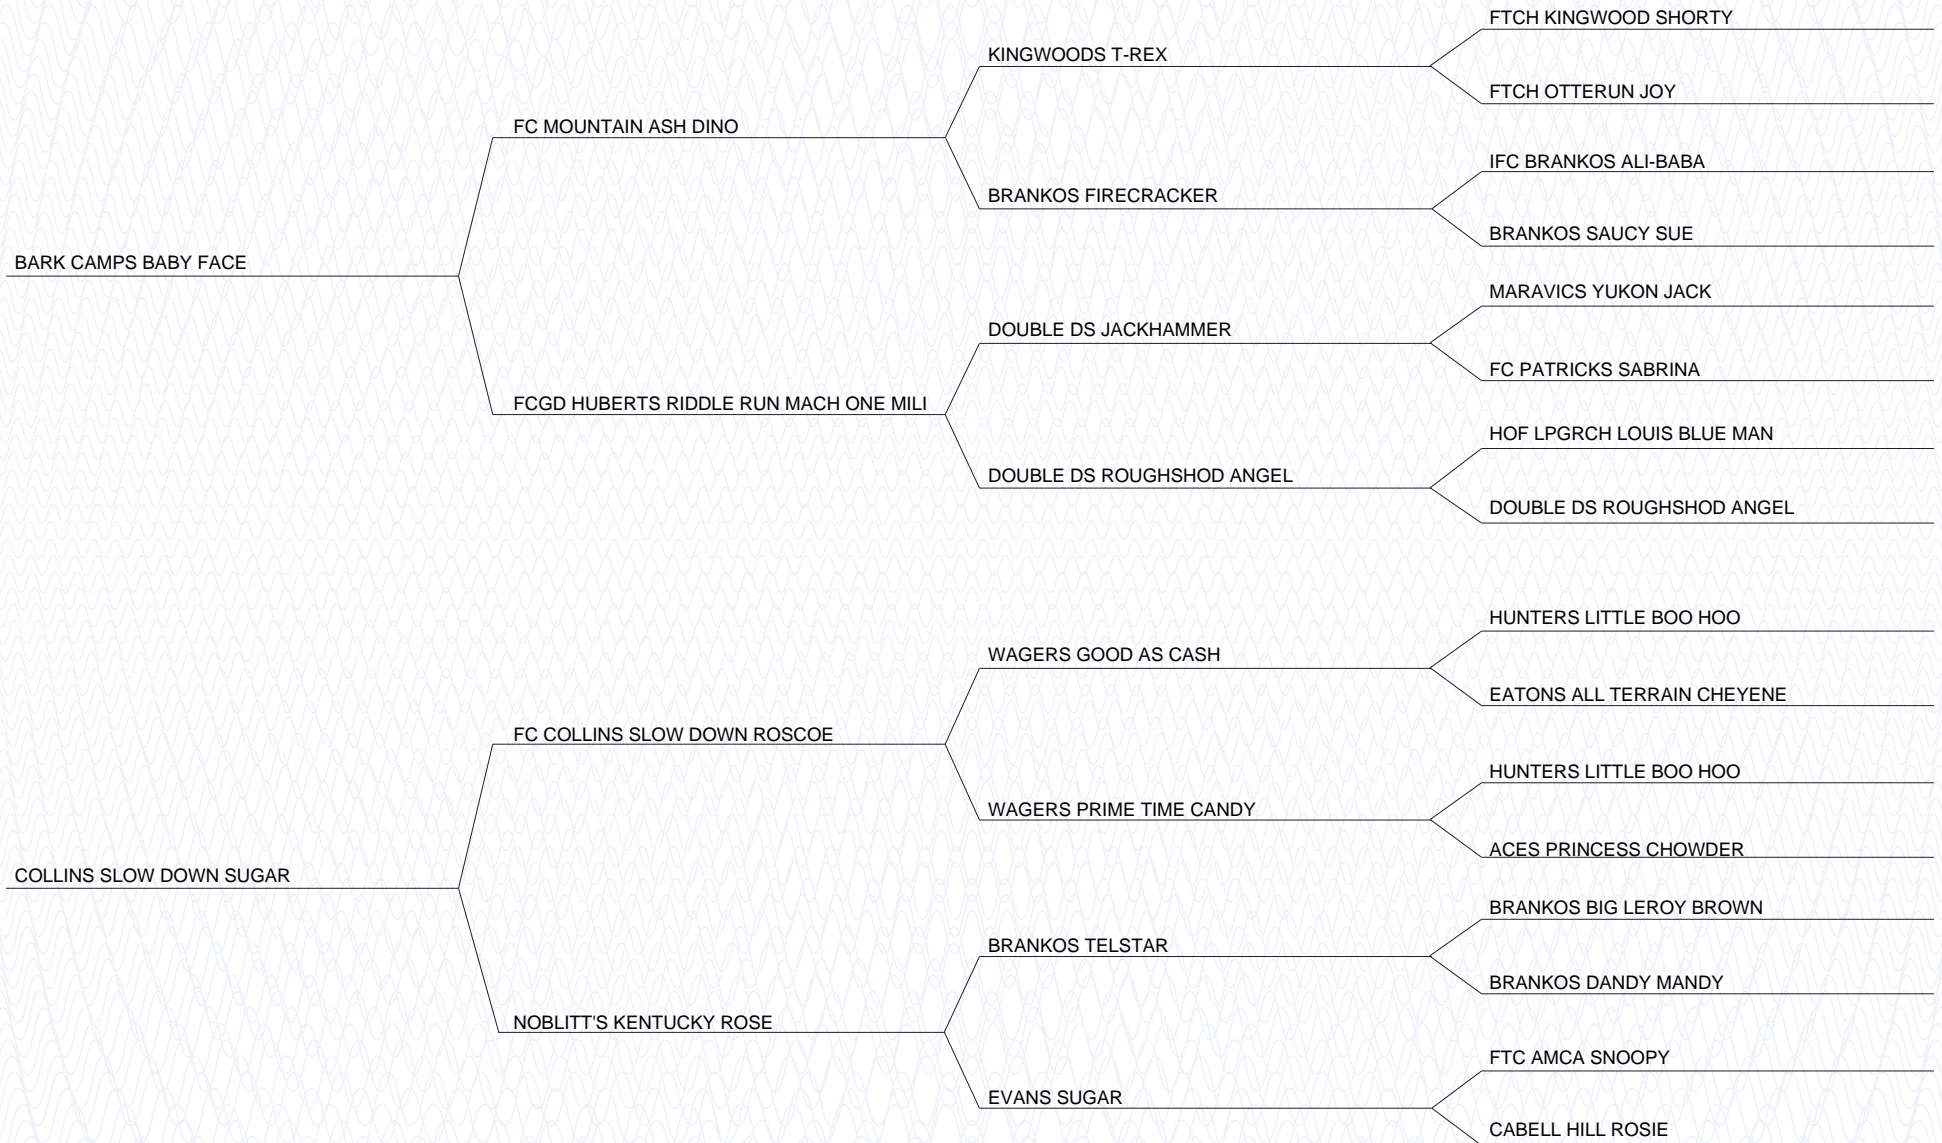 FTCH KINGWOOD SHORTY
KINGWOODS T-REX
FTCH OTTERUN JOY
FC MOUNTAIN ASH DINO
IFC BRANKOS ALI-BABA
BRANKOS FIRECRACKER
BRANKOS SAUCY SUE
BARK CAMPS BABY FACE
MARAVICS YUKON JACK
DOUBLE DS JACKHAMMER
FC PATRICKS SABRINA
FCGD HUBERTS RIDDLE RUN MACH ONE MILI
HOF LPGRCH LOUIS BLUE MAN
DOUBLE DS ROUGHSHOD ANGEL
DOUBLE DS ROUGHSHOD ANGEL
HUNTERS LITTLE BOO HOO
WAGERS GOOD AS CASH
EATONS ALL TERRAIN CHEYENE
FC COLLINS SLOW DOWN ROSCOE
HUNTERS LITTLE BOO HOO
WAGERS PRIME TIME CANDY
ACES PRINCESS CHOWDER
COLLINS SLOW DOWN SUGAR
BRANKOS BIG LEROY BROWN
BRANKOS TELSTAR
BRANKOS DANDY MANDY
NOBLITT'S KENTUCKY ROSE
FTC AMCA SNOOPY
EVANS SUGAR
CABELL HILL ROSIE